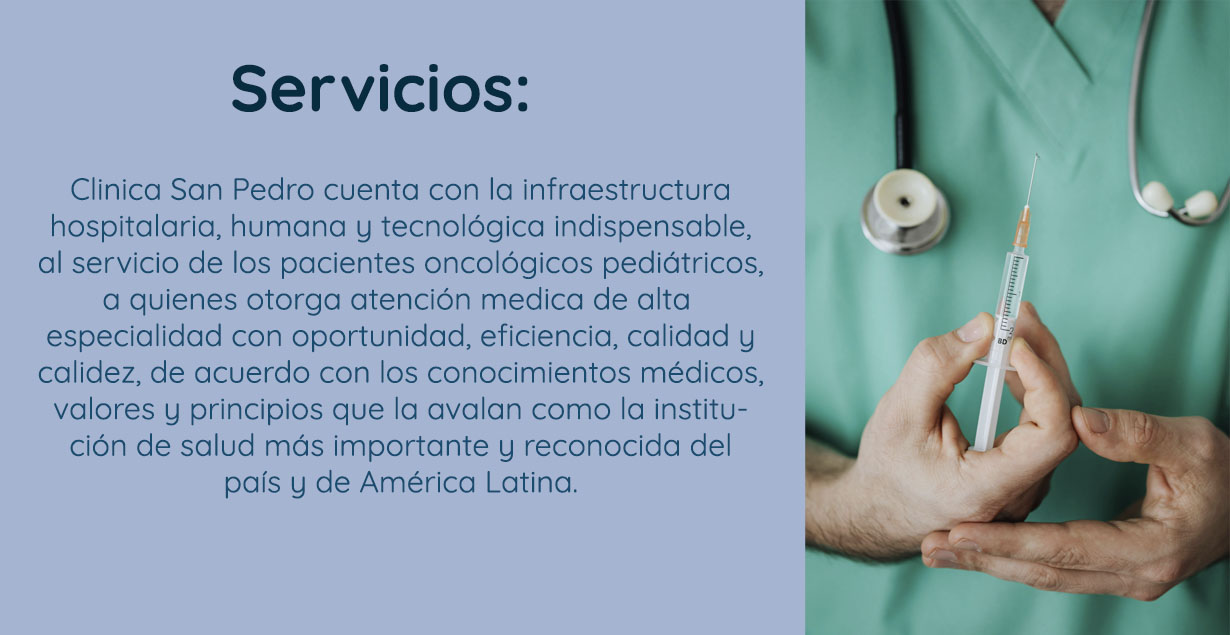 Servicios:
Clinica San Pedro cuenta con la infraestructura
hospitalaria, humana y tecnológica indispensable,
al servicio de los pacientes oncológicos pediátricos,
a quienes otorga atención medica de alta
especialidad con oportunidad, eficiencia, calidad y
calidez, de acuerdo con los conocimientos médicos,
valores y principios que la avalan como la institu-
ción de salud más importante y reconocida del
país y de América Latina.
BD